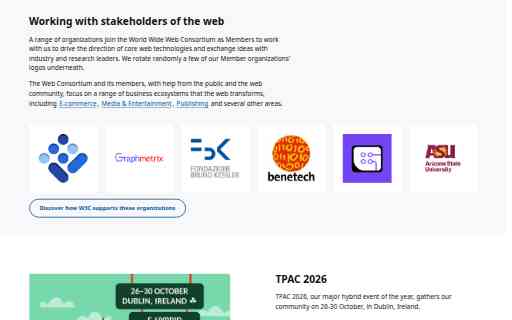 Working with stakeholders of the web
A range of organizations join the World Wide Web Consortium as Members to work
with us to drive the direction of core web technologies and exchange ideas with
industry and research leaders. We rotate randomly a few of our Member organizations'
logos underneath.
The Web Consortium and its members, with help from the public and the web
community, focus on a range of business ecosystems that the web transforms,
including E-commerce, Media & Entertainment, Publishing and several other areas.
Graphmetrix
FBK
FONDAZIONE
BRUNO KESSLER
benetech
ASU
Arizona State
University
Discover how W3C supports these organizations
26–30 OCTOBER
DUBLIN, IRELAND
TPAC 2026
TPAC 2026, our major hybrid event of the year, gathers our
community on 26-30 October, in Dublin, Ireland.